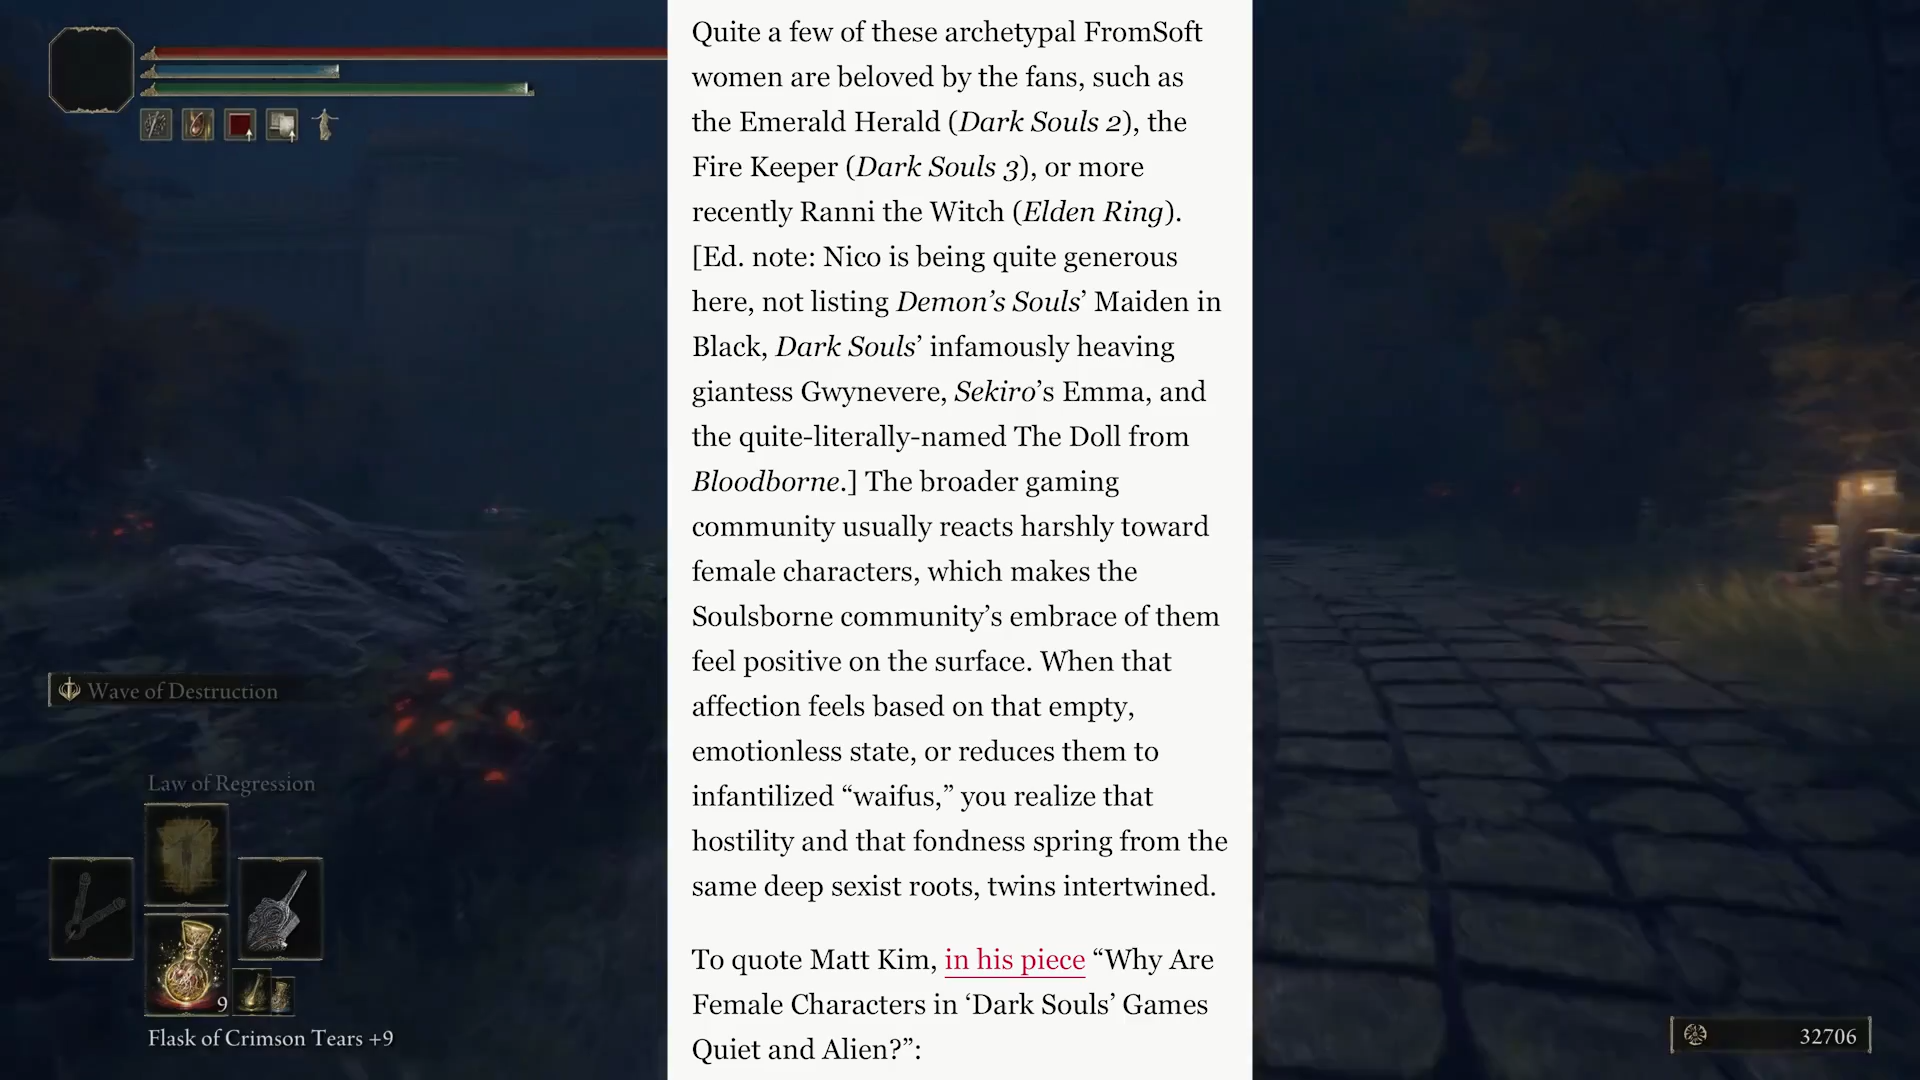 Quite a few of these archetypal FromSoft
women are beloved by the fans, such as
the Emerald Herald (Dark Souls 2), the
Fire Keeper (Dark Souls 3), or more
recently Ranni the Witch (Elden Ring).
[Ed. note: Nico is being quite generous
here, not listing Demon’s Souls’ Maiden in
Black, Dark Souls’ infamously heaving
giantess Gwynevere, Sekiro’s Emma, and
the quite-literally-named The Doll from
Bloodborne.] The broader gaming
community usually reacts harshly toward
female characters, which makes the
Soulsborne community’s embrace of them
feel positive on the surface. When that
affection feels based on that empty,
emotionless state, or reduces them to
infantilized “waifus,” you realize that
hostility and that fondness spring from the
same deep sexist roots, twins intertwined.
To quote Matt Kim, in his piece “Why Are
Female Characters in ‘Dark Souls’ Games
Quiet and Alien?”:
Wave of Destruction
Law of Regression
9
Flask of Crimson Tears +9
32706